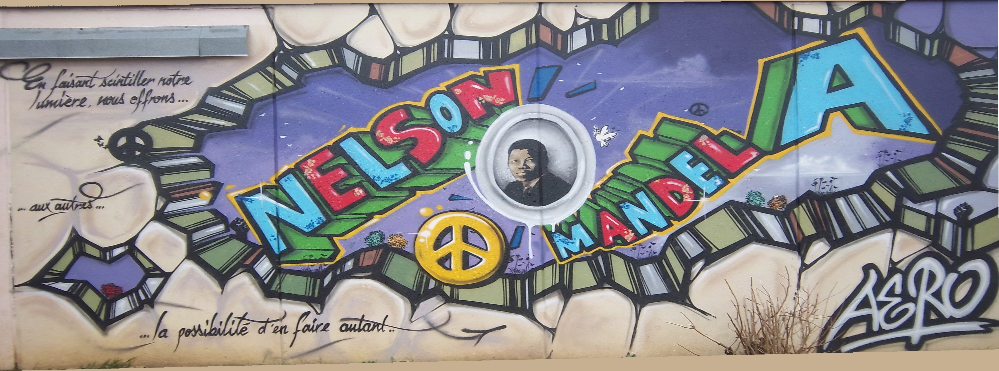 En faisant scintiller notre
lumière, nous offrons...
... aux autres...
NELSON
MANDELA
...la possibilité d'en faire autant...
AERO